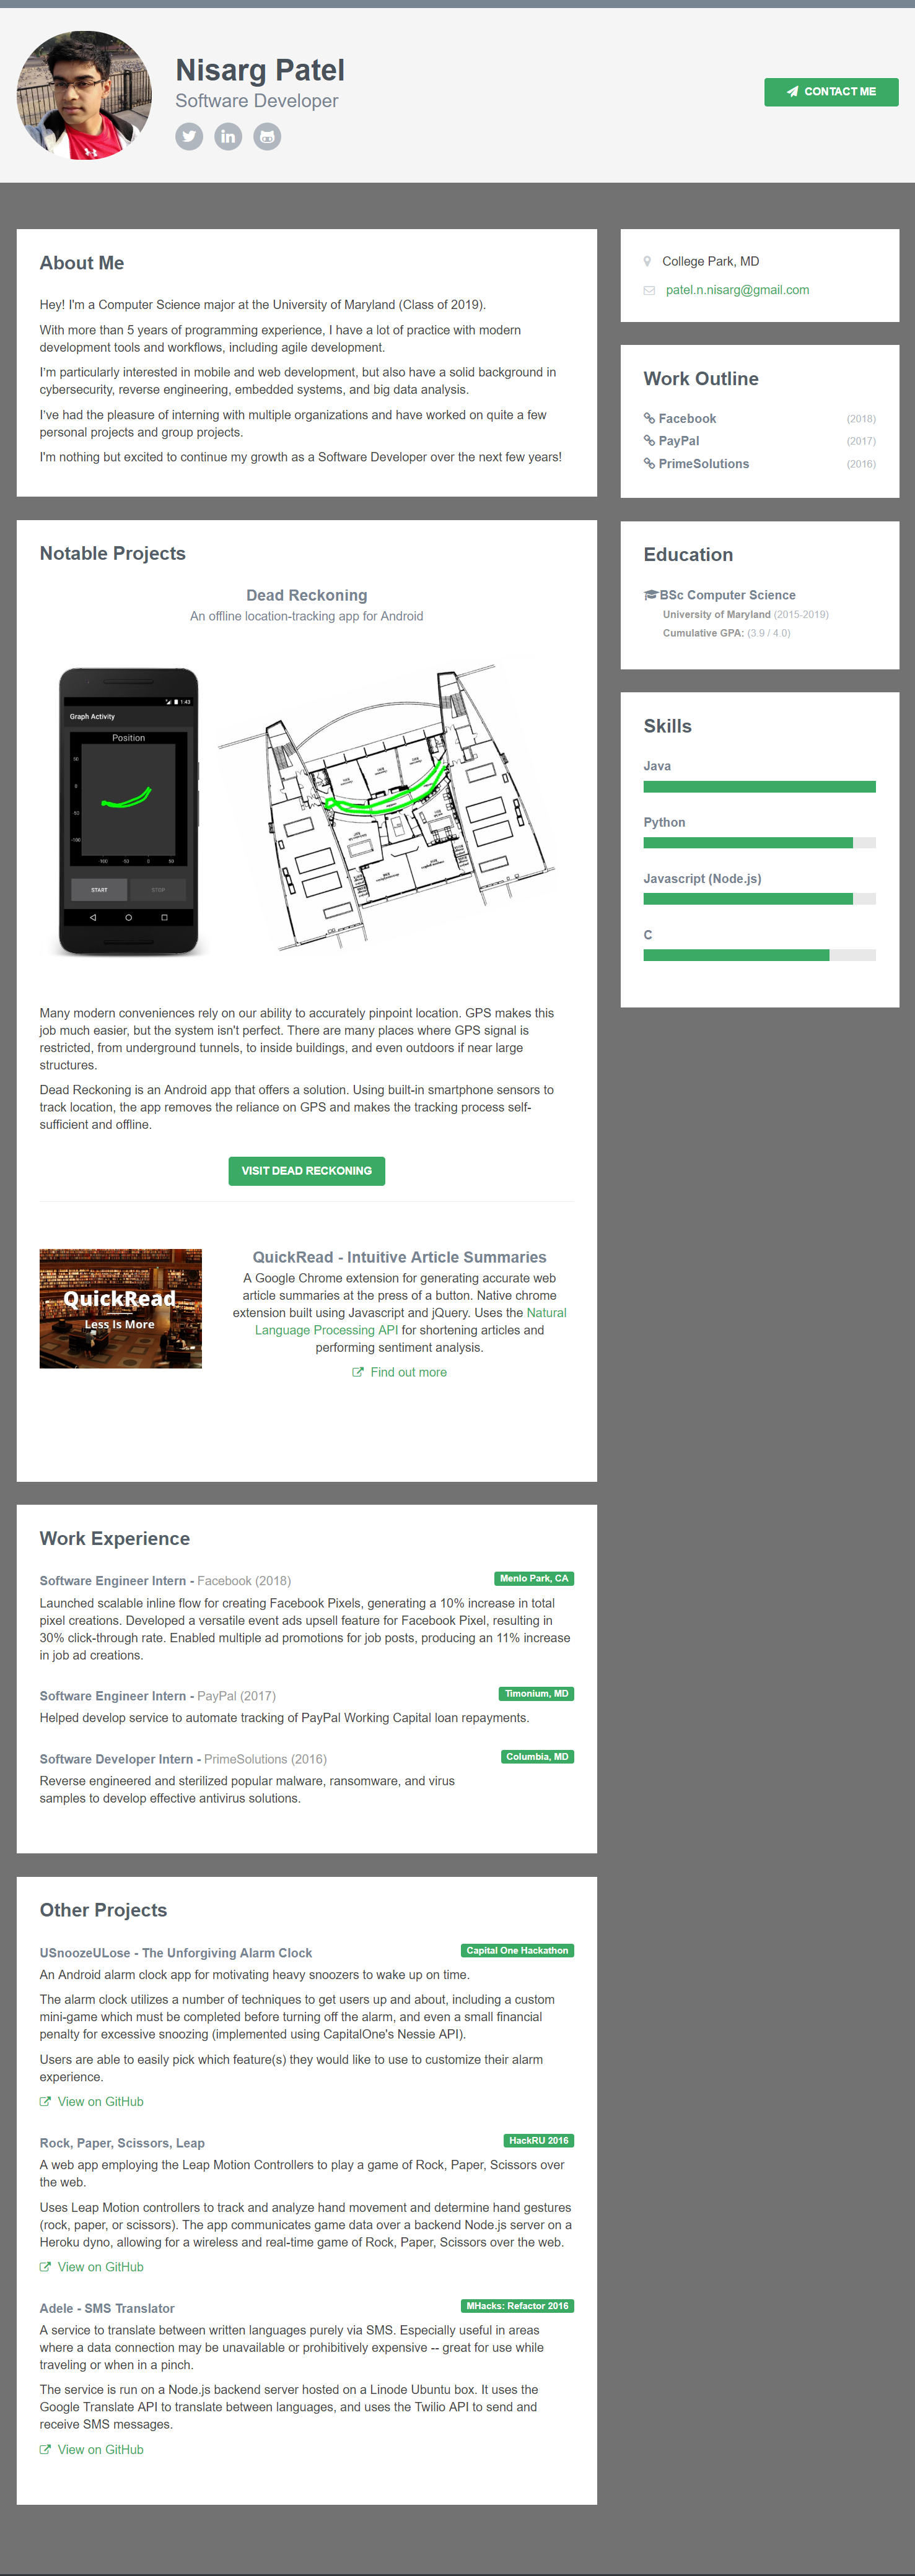 Nisarg Patel
Software Developer
CONTACT ME
About Me
Hey! I'm a Computer Science major at the University of Maryland (Class of 2019).
With more than 5 years of programming experience, I have a lot of practice with modern
development tools and workflows, including agile development.
I'm particularly interested in mobile and web development, but also have a solid background in
cybersecurity, reverse engineering, embedded systems, and big data analysis.
I've had the pleasure of interning with multiple organizations and have worked on quite a few
personal projects and group projects.
I'm nothing but excited to continue my growth as a Software Developer over the next few years!
College Park, MD
patel.n.nisarg@gmail.com
Work Outline
Facebook (2018)
PayPal (2017)
PrimeSolutions (2016)
Education
BSc Computer Science
University of Maryland (2015-2019)
Cumulative GPA: (3.9 / 4.0)
Skills
Java
Python
Javascript (Node.js)
C
Notable Projects
Dead Reckoning
An offline location-tracking app for Android
1:43
Graph Activity
Position
50
0
-50
-100
-100 -50 0 50
START STOP
Many modern conveniences rely on our ability to accurately pinpoint location. GPS makes this
job much easier, but the system isn't perfect. There are many places where GPS signal is
restricted, from underground tunnels, to inside buildings, and even outdoors if near large
structures.
Dead Reckoning is an Android app that offers a solution. Using built-in smartphone sensors to
track location, the app removes the reliance on GPS and makes the tracking process self-
sufficient and offline.
VISIT DEAD RECKONING
QuickRead
Less Is More
QuickRead - Intuitive Article Summaries
A Google Chrome extension for generating accurate web
article summaries at the press of a button. Native chrome
extension built using Javascript and jQuery. Uses the Natural
Language Processing API for shortening articles and
performing sentiment analysis.
Find out more
Work Experience
Software Engineer Intern - Facebook (2018) Menlo Park, CA
Launched scalable inline flow for creating Facebook Pixels, generating a 10% increase in total
pixel creations. Developed a versatile event ads upsell feature for Facebook Pixel, resulting in
30% click-through rate. Enabled multiple ad promotions for job posts, producing an 11% increase
in job ad creations.
Software Engineer Intern - PayPal (2017) Timonium, MD
Helped develop service to automate tracking of PayPal Working Capital loan repayments.
Software Developer Intern - PrimeSolutions (2016) Columbia, MD
Reverse engineered and sterilized popular malware, ransomware, and virus
samples to develop effective antivirus solutions.
Other Projects
USnoozeULose - The Unforgiving Alarm Clock Capital One Hackathon
An Android alarm clock app for motivating heavy snoozers to wake up on time.
The alarm clock utilizes a number of techniques to get users up and about, including a custom
mini-game which must be completed before turning off the alarm, and even a small financial
penalty for excessive snoozing (implemented using CapitalOne's Nessie API).
Users are able to easily pick which feature(s) they would like to use to customize their alarm
experience.
View on GitHub
Rock, Paper, Scissors, Leap HackRU 2016
A web app employing the Leap Motion Controllers to play a game of Rock, Paper, Scissors over
the web.
Uses Leap Motion controllers to track and analyze hand movement and determine hand gestures
(rock, paper, or scissors). The app communicates game data over a backend Node.js server on a
Heroku dyno, allowing for a wireless and real-time game of Rock, Paper, Scissors over the web.
View on GitHub
Adele - SMS Translator MHacks: Refactor 2016
A service to translate between written languages purely via SMS. Especially useful in areas
where a data connection may be unavailable or prohibitively expensive -- great for use while
traveling or when in a pinch.
The service is run on a Node.js backend server hosted on a Linode Ubuntu box. It uses the
Google Translate API to translate between languages, and uses the Twilio API to send and
receive SMS messages.
View on GitHub